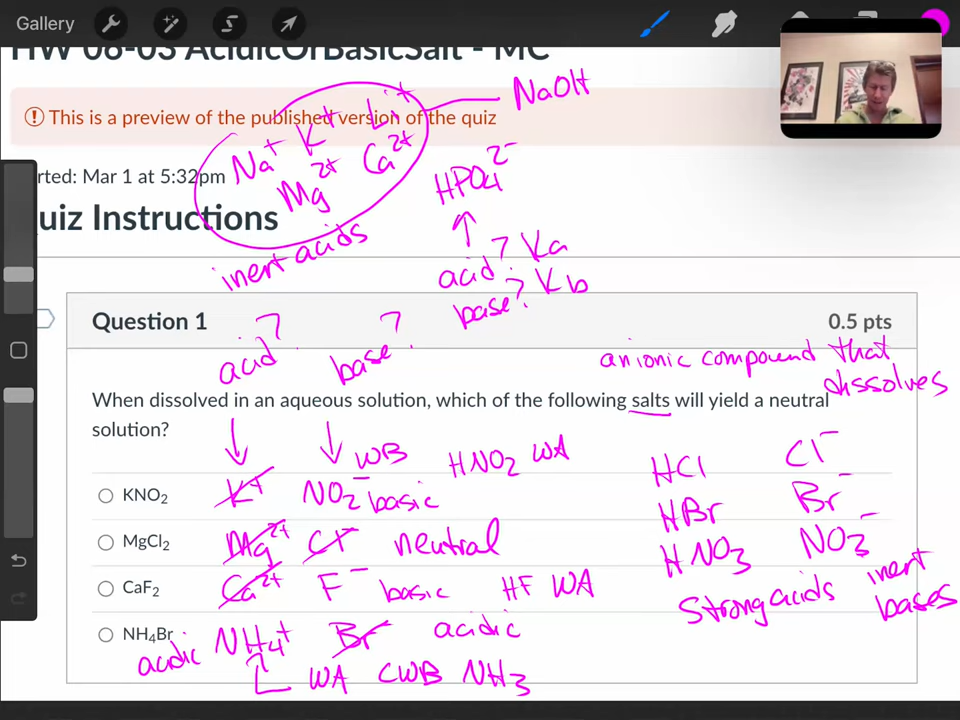 Gallery
HW 06-03 AcidicOrBasicSalt - MC
This is a preview of the published version of the quiz
Na+ K+ Li+ NaOH
Mg2+ Ca2+
HPO4 2-
rted: Mar 1 at 5:32pm
uiz Instructions
inert acids
acid? Ka
base? Kb
Question 1
0.5 pts
acid? base?
anionic compound that
dissolves
When dissolved in an aqueous solution, which of the following salts will yield a neutral
solution?
WB HNO2 WA HCl Cl-
KNO2 K+ NO2- basic HBr Br-
MgCl2 Mg2+ Cl- neutral HNO3 NO3-
CaF2 Ca2+ F- basic HF WA strong acids inert
bases
NH4Br NH4+ Br- acidic
acidic
WA CWB NH3